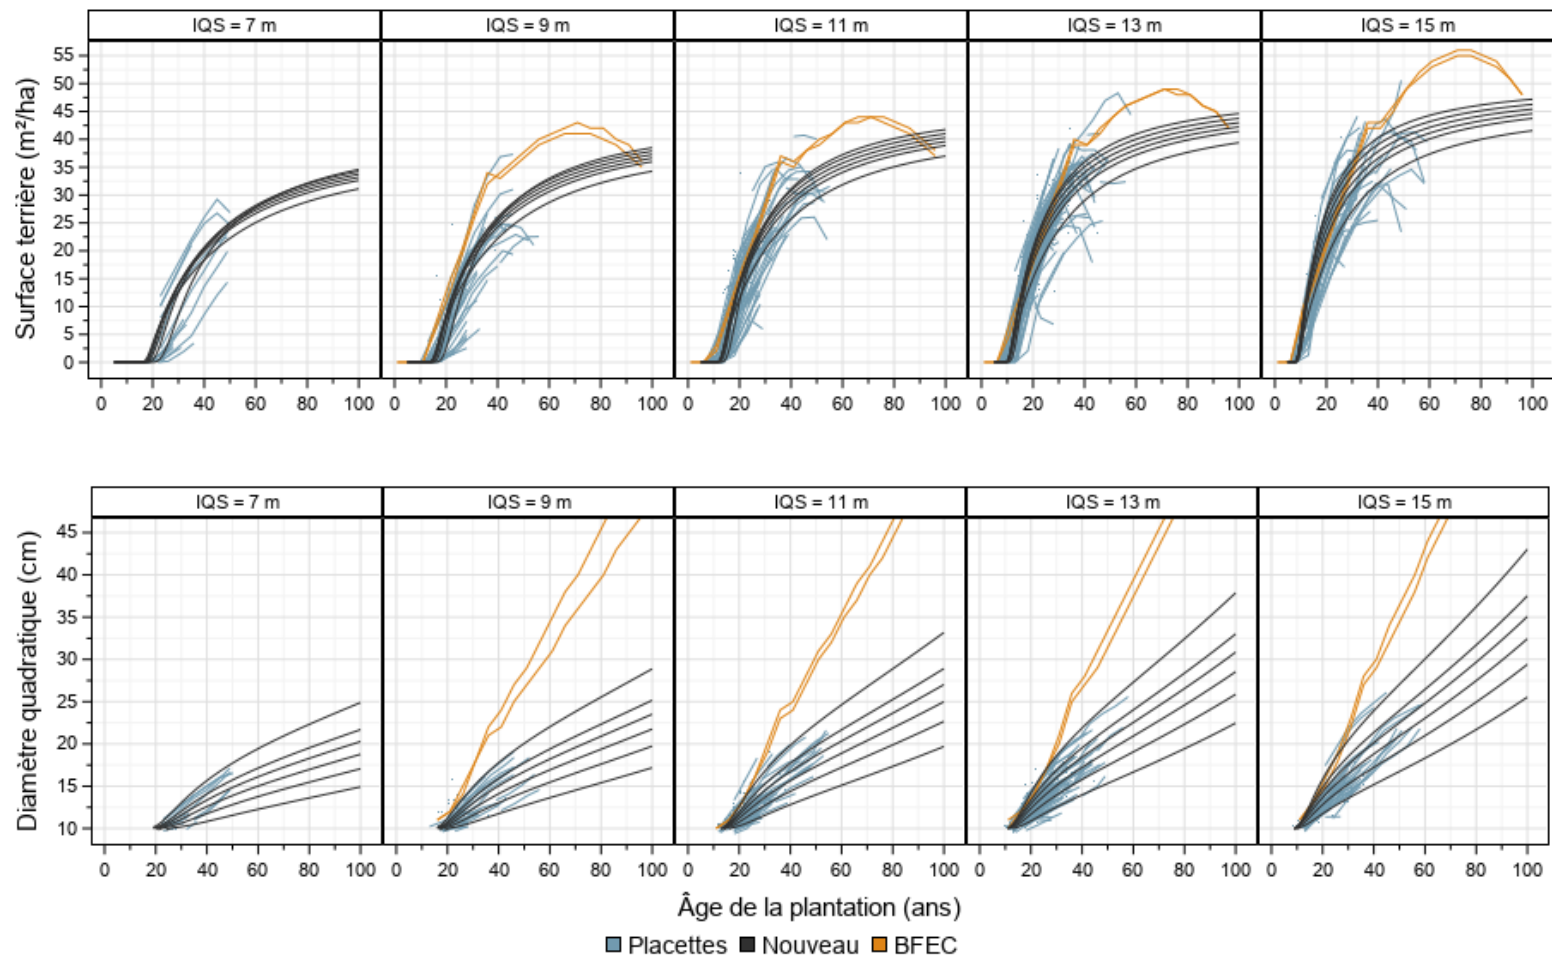 IQS = 7 m IQS = 9 m IQS = 11 m IQS = 13 m IQS = 15 m
Surface terrière (m²/ha)
55
50
45
40
35
30
25
20
15
10
5
0
0 20 40 60 80 100 0 20 40 60 80 100 0 20 40 60 80 100 0 20 40 60 80 100 0 20 40 60 80 100
IQS = 7 m IQS = 9 m IQS = 11 m IQS = 13 m IQS = 15 m
Diamètre quadratique (cm)
45
40
35
30
25
20
15
10
0 20 40 60 80 100 0 20 40 60 80 100 0 20 40 60 80 100 0 20 40 60 80 100 0 20 40 60 80 100
Âge de la plantation (ans)
Placettes Nouveau BFEC